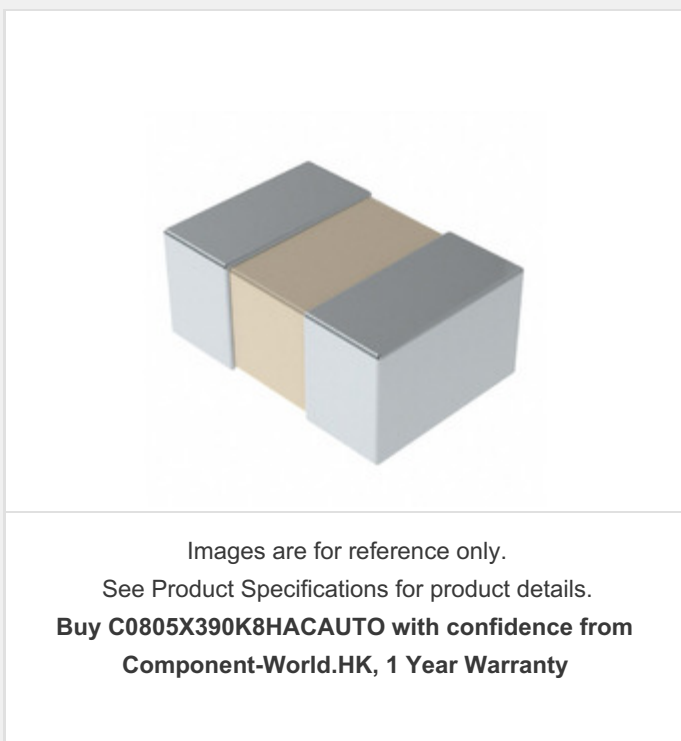 Images are for reference only.
See Product Specifications for product details.
Buy C0805X390K8HACAUTO with confidence from
Component-World.HK, 1 Year Warranty